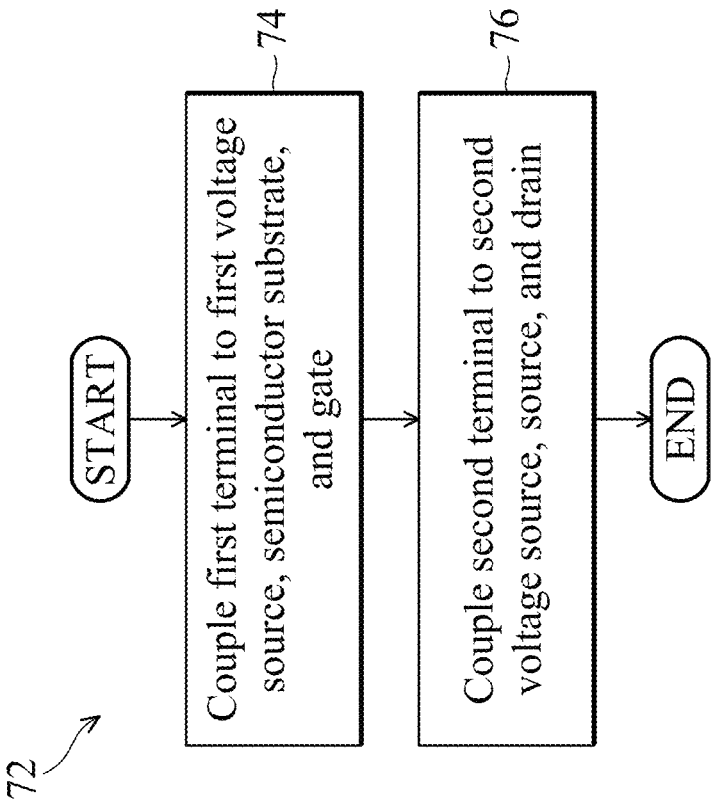 72
START
Couple first terminal to first voltage
source, semiconductor substrate,
and gate
74
Couple second terminal to second
voltage source, source, and drain
76
END